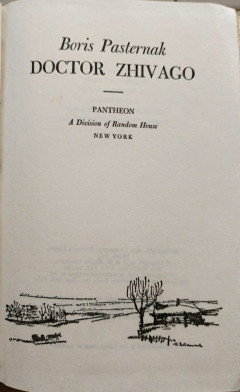 Boris Pasternak
DOCTOR ZHIVAGO
PANTHEON
A Division of Random House
NEW YORK